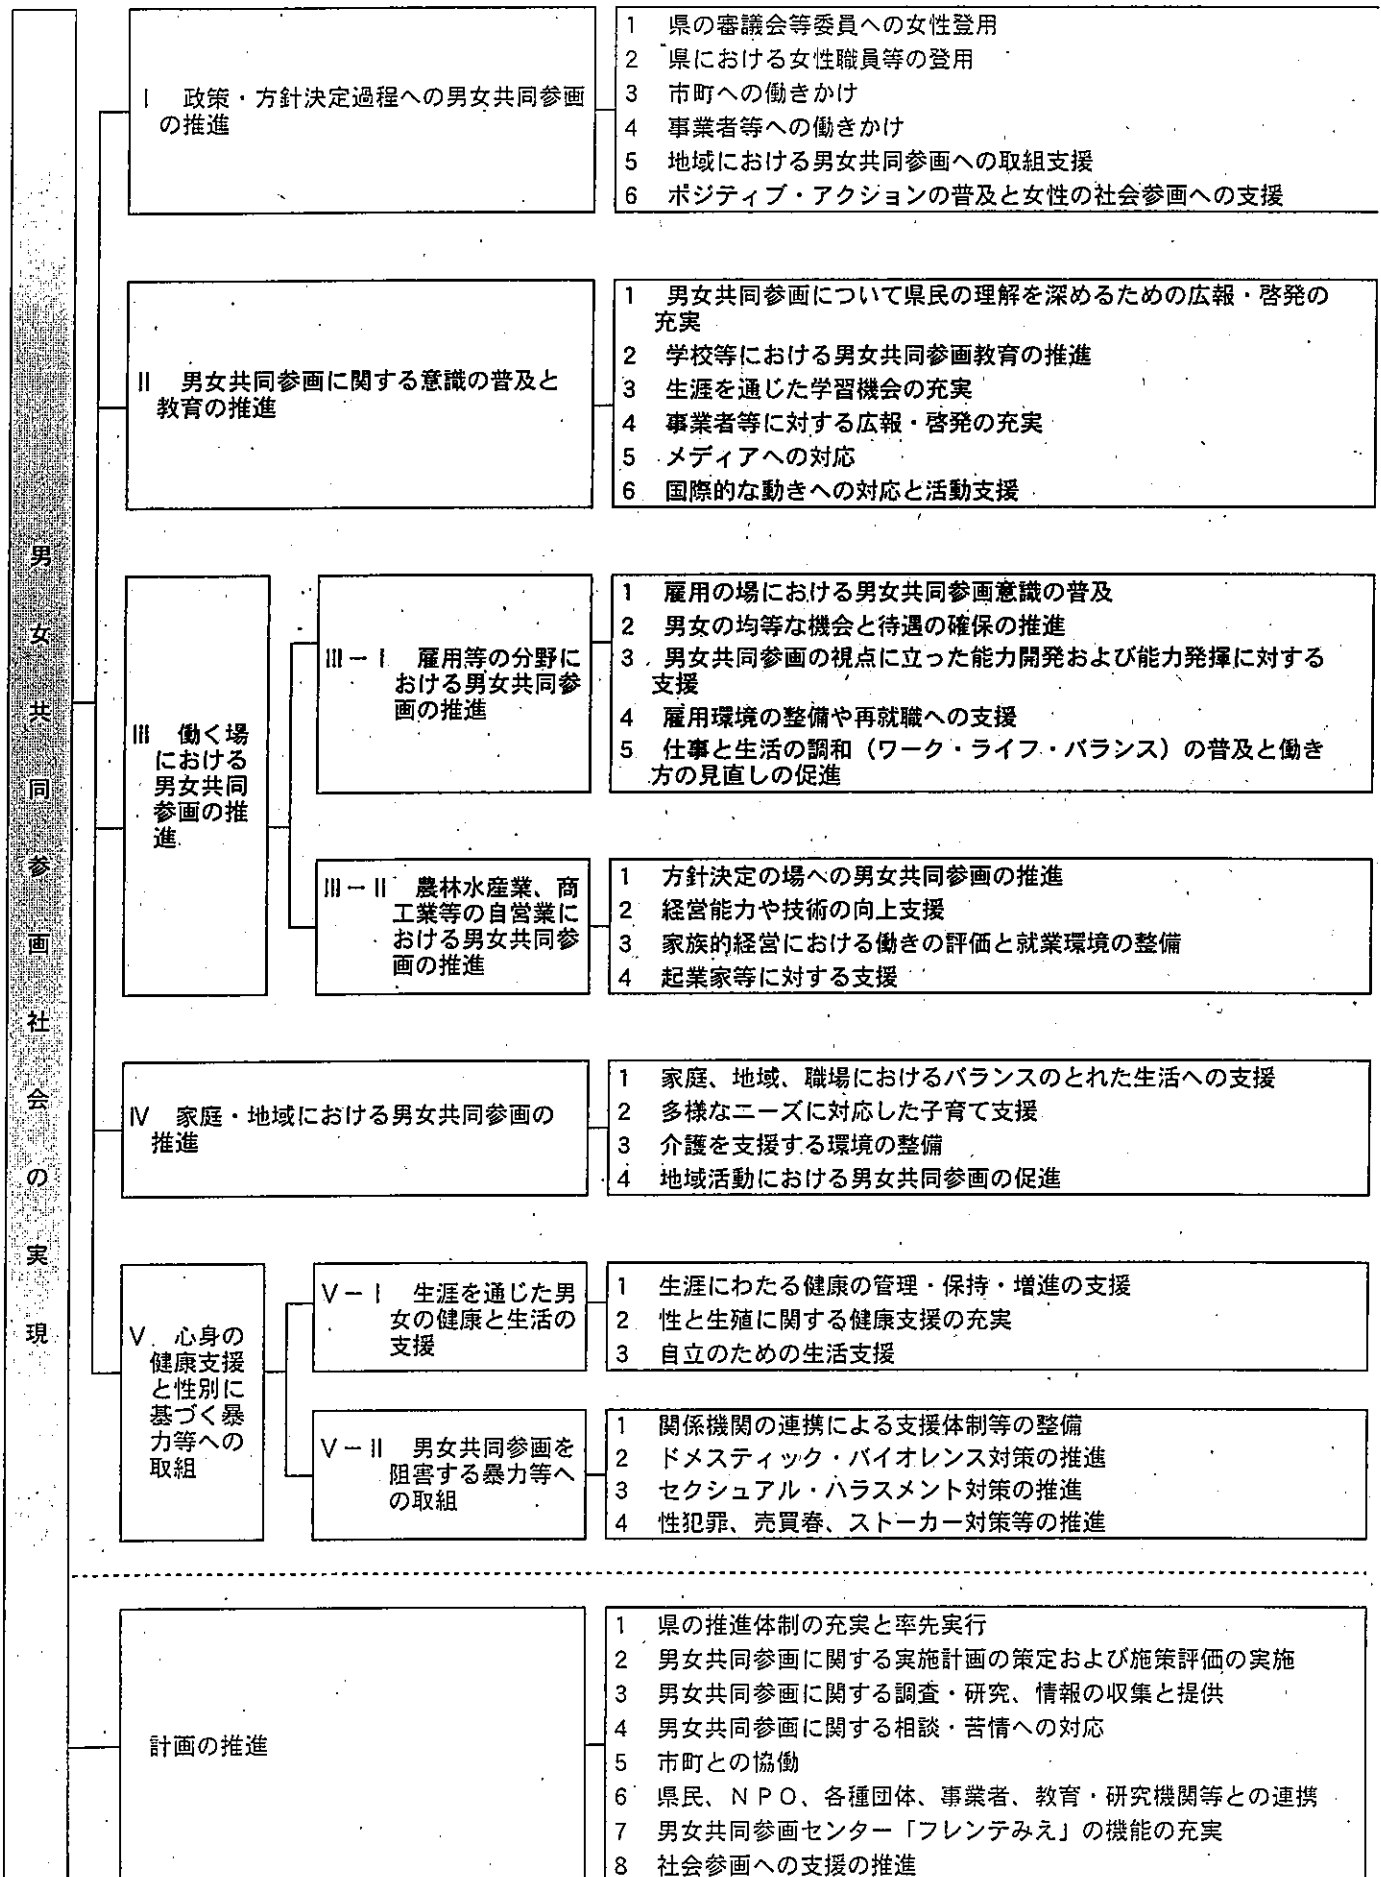 男女共同参画社会の実現
Ⅰ 政策・方針決定過程への男女共同参画
の推進
1 県の審議会等委員への女性登用
2 県における女性職員等の登用
3 市町への働きかけ
4 事業者等への働きかけ
5 地域における男女共同参画への取組支援
6 ポジティブ・アクションの普及と女性の社会参画への支援
Ⅱ 男女共同参画に関する意識の普及と
教育の推進
1 男女共同参画について県民の理解を深めるための広報・啓発の
充実
2 学校等における男女共同参画教育の推進
3 生涯を通じた学習機会の充実
4 事業者等に対する広報・啓発の充実
5 メディアへの対応
6 国際的な動きへの対応と活動支援
Ⅲ 働く場
における
男女共同
参画の推
進
Ⅲ－Ⅰ 雇用等の分野に
おける男女共同参
画の推進
1 雇用の場における男女共同参画意識の普及
2 男女の均等な機会と待遇の確保の推進
3 男女共同参画の視点に立った能力開発および能力発揮に対する
支援
4 雇用環境の整備や再就職への支援
5 仕事と生活の調和（ワーク・ライフ・バランス）の普及と働き
方の見直しの促進
Ⅲ－Ⅱ 農林水産業、商
工業等の自営業に
おける男女共同参
画の推進
1 方針決定の場への男女共同参画の推進
2 経営能力や技術の向上支援
3 家族的経営における働きの評価と就業環境の整備
4 起業家等に対する支援
Ⅳ 家庭・地域における男女共同参画の
推進
1 家庭、地域、職場におけるバランスのとれた生活への支援
2 多様なニーズに対応した子育て支援
3 介護を支援する環境の整備
4 地域活動における男女共同参画の促進
Ⅴ 心身の
健康支援
と性別に
基づく暴
力等への
取組
Ⅴ－Ⅰ 生涯を通じた男
女の健康と生活の
支援
1 生涯にわたる健康の管理・保持・増進の支援
2 性と生殖に関する健康支援の充実
3 自立のための生活支援
Ⅴ－Ⅱ 男女共同参画を
阻害する暴力等へ
の取組
1 関係機関の連携による支援体制等の整備
2 ドメスティック・バイオレンス対策の推進
3 セクシュアル・ハラスメント対策の推進
4 性犯罪、売買春、ストーカー対策等の推進
計画の推進
1 県の推進体制の充実と率先実行
2 男女共同参画に関する実施計画の策定および施策評価の実施
3 男女共同参画に関する調査・研究、情報の収集と提供
4 男女共同参画に関する相談・苦情への対応
5 市町との協働
6 県民、ＮＰＯ、各種団体、事業者、教育・研究機関等との連携
7 男女共同参画センター「フレンテみえ」の機能の充実
8 社会参画への支援の推進